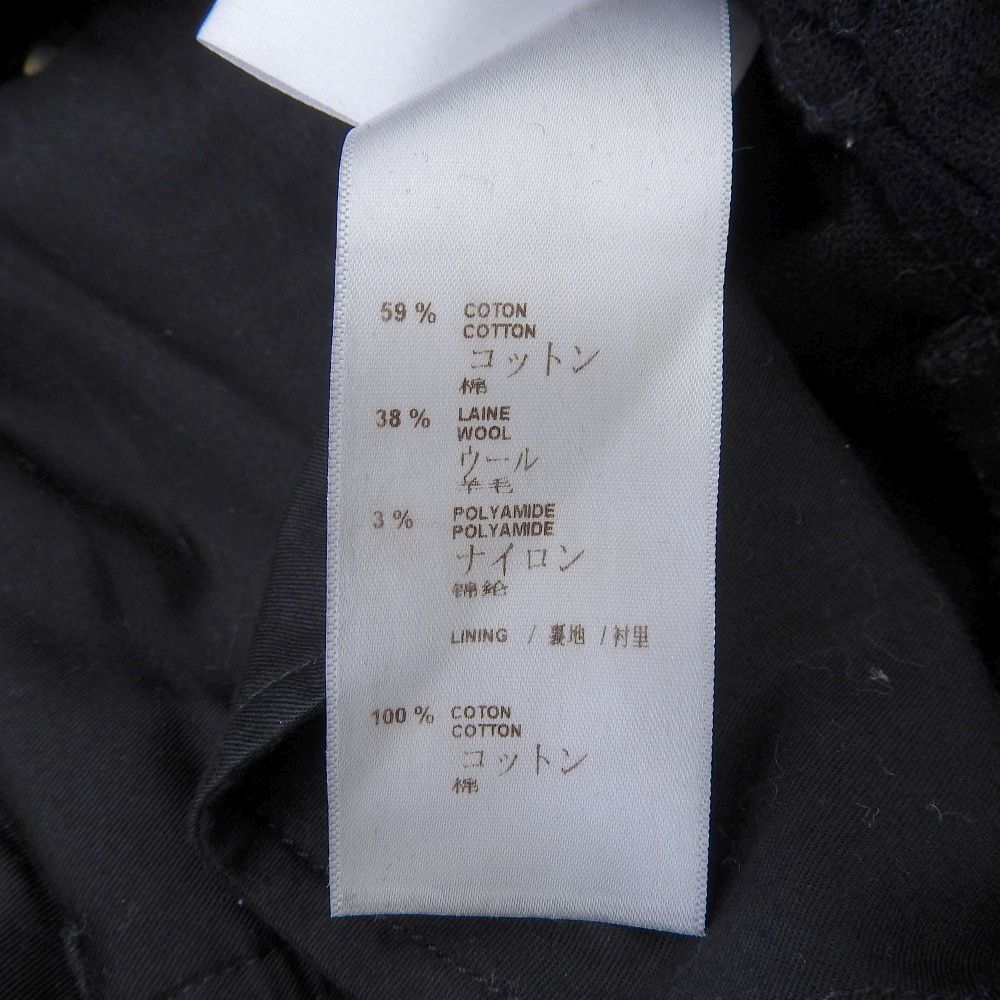 59 % COTON
COTTON
コットン
棉
38 % LAINE
WOOL
ウール
羊毛
3 % POLYAMIDE
POLYAMIDE
ナイロン
锦纶
LINING / 裏地 / 衬里
100 % COTON
COTTON
コットン
棉